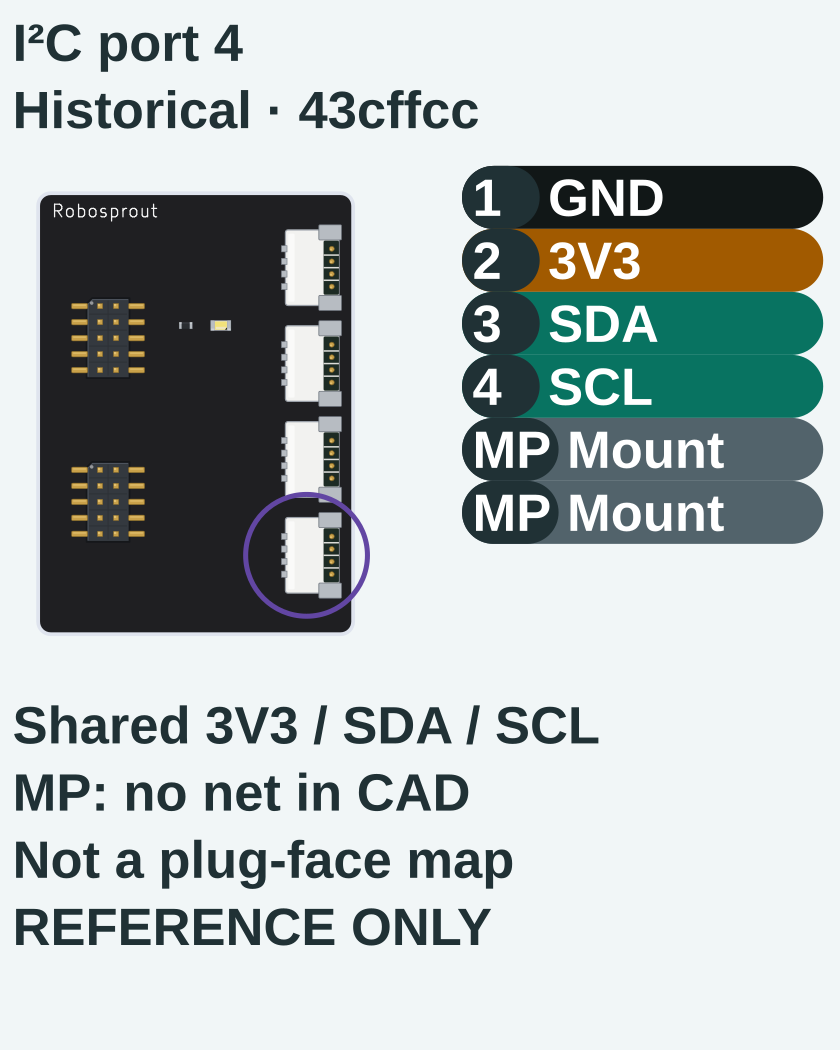 I²C port 4
Historical · 43cffcc
Robosprout
1 GND
2 3V3
3 SDA
4 SCL
MP Mount
MP Mount
Shared 3V3 / SDA / SCL
MP: no net in CAD
Not a plug-face map
REFERENCE ONLY